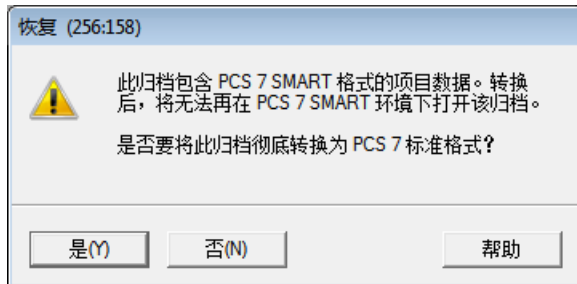 恢复 (256:158)
此归档包含 PCS 7 SMART 格式的项目数据。转换
后，将无法再在 PCS 7 SMART 环境下打开该归档。
是否要将此归档彻底转换为 PCS 7 标准格式？
是(Y) 否(N) 帮助